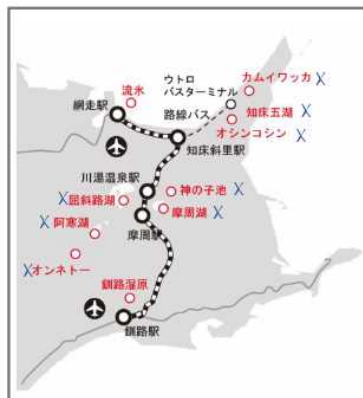 カムイワッカ X
ウトロ
バスターミナル
流氷
網走駅
路線バス
知床五湖 X
オシンコシン X
知床斜里駅
川湯温泉駅
神の子池 X
X 屈斜路湖
摩周湖 X
X 阿寒湖
摩周駅
X オンネトー
釧路湿原
釧路駅